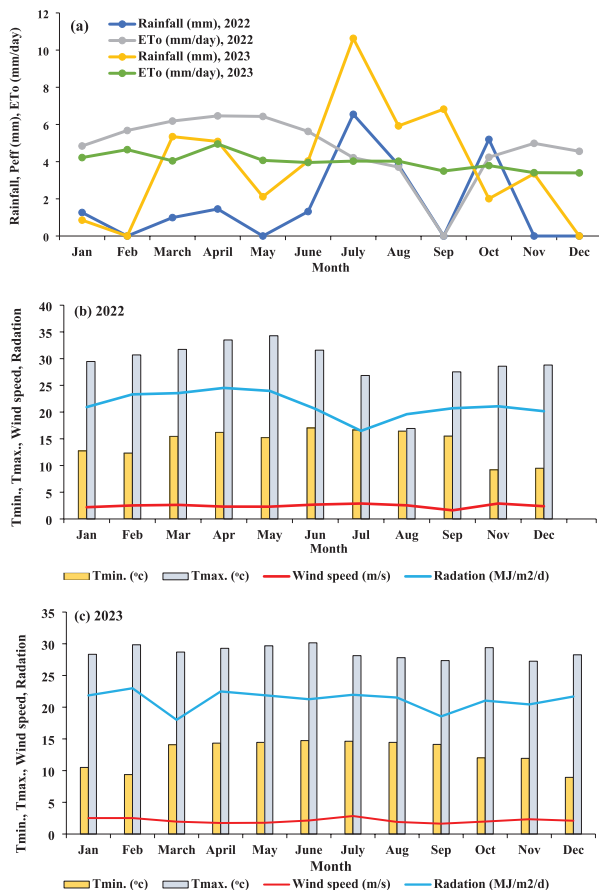 (a)
Rainfall (mm), 2022
ETo (mm/day), 2022
Rainfall (mm), 2023
ETo (mm/day), 2023
Rainfall, Peff (mm), ETo (mm/day)
12
10
8
6
4
2
0
Jan Feb March April May June July Aug Sep Oct Nov Dec
Month
(b) 2022
Tmin., Tmax., Wind speed, Radiation
40
35
30
25
20
15
10
5
0
Jan Feb Mar Apr May Jun Jul Aug Sep Nov Dec
Month
Tmin. (°c) Tmax. (°c) Wind speed (m/s) Radation (MJ/m2/d)
(c) 2023
Tmin., Tmax., Wind speed, Radiation
35
30
25
20
15
10
5
0
Jan Feb March April May June July Aug Sep Oct Nov Dec
Month
Tmin. (°c) Tmax. (°c) Wind speed (m/s) Radation (MJ/m2/d)